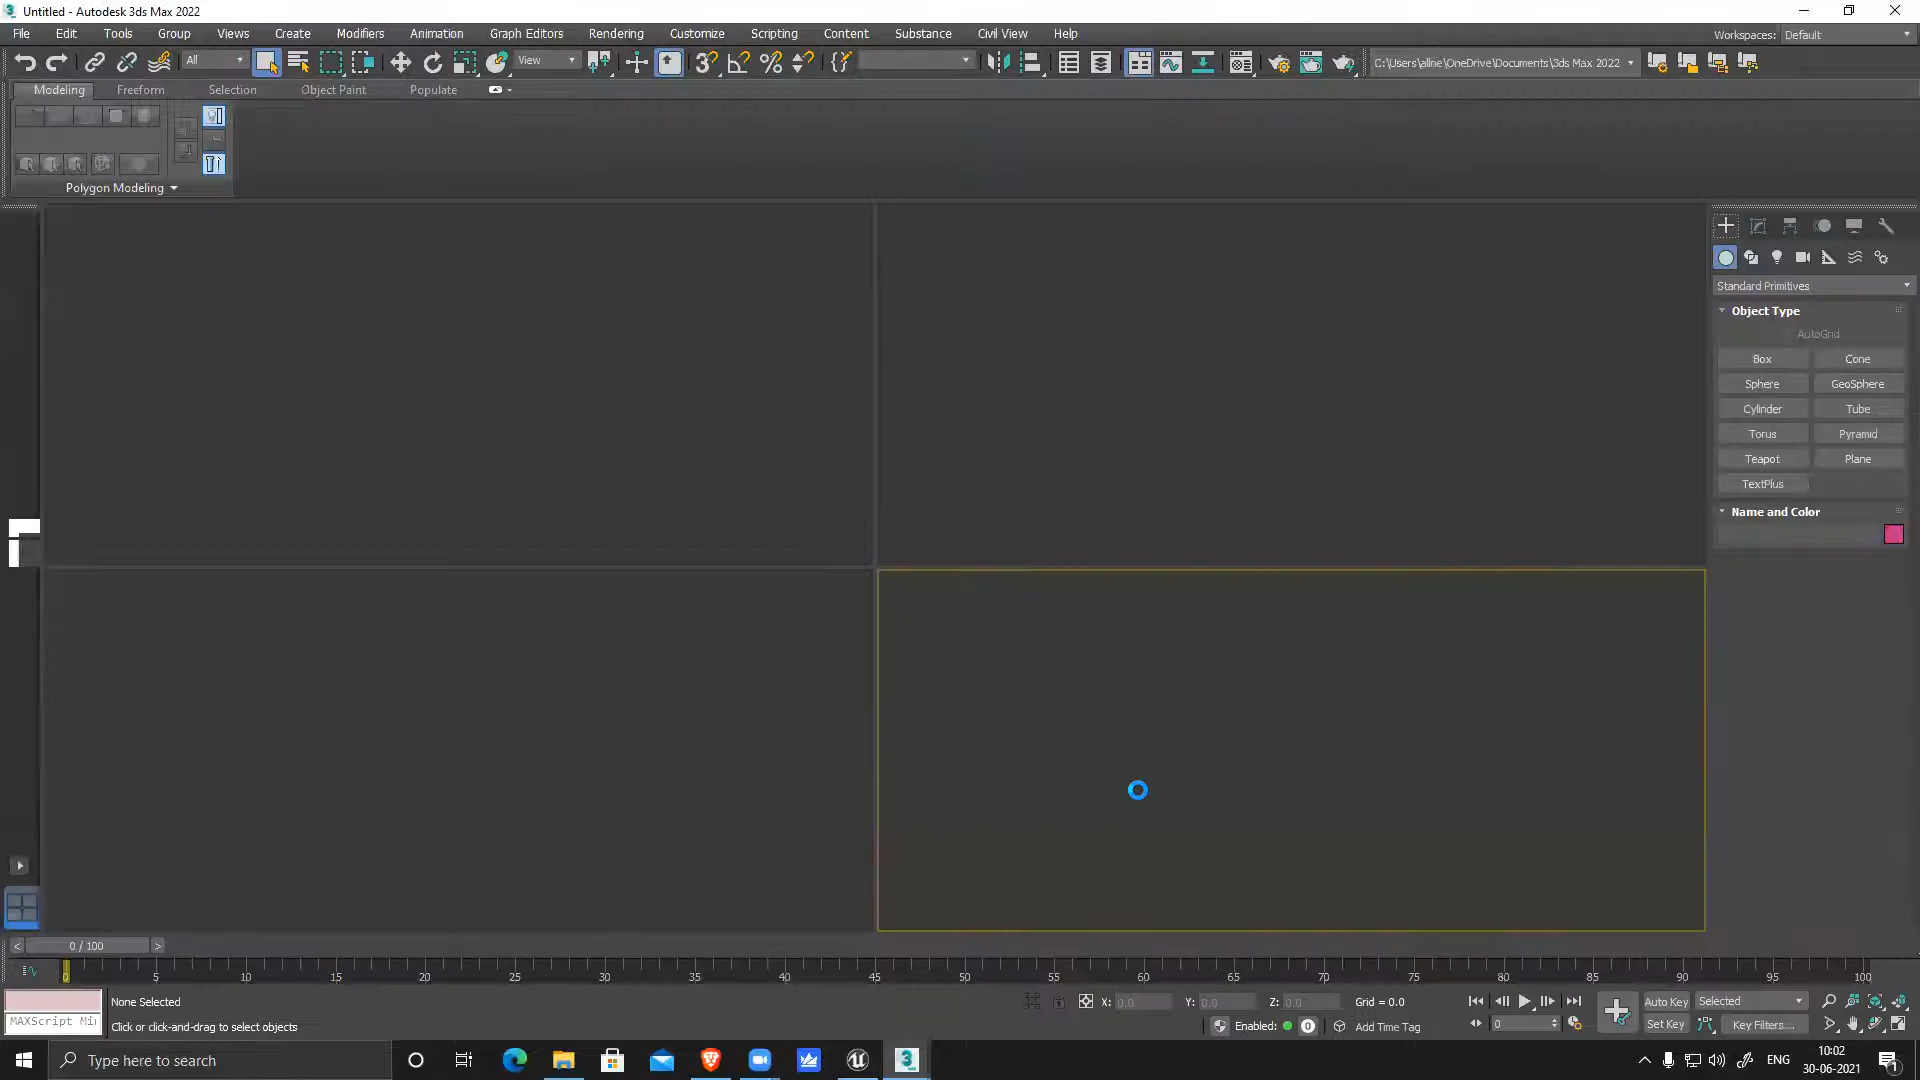 Untitled - Autodesk 3ds Max 2022
File Edit Tools Group Views Create Modifiers Animation Graph Editors Rendering Customize Scripting Content Substance Civil View Help
Workspaces: Default
All
View
C:\Users\allne\OneDrive\Documents\3ds Max 2022
Modeling Freeform Selection Object Paint Populate
Polygon Modeling
Standard Primitives
Object Type
AutoGrid
Box Cone
Sphere GeoSphere
Cylinder Tube
Torus Pyramid
Teapot Plane
TextPlus
Name and Color
< 0 / 100 >
0 5 10 15 20 25 30 35 40 45 50 55 60 65 70 75 80 85 90 95 100
None Selected
X: 0.0 Y: 0.0 Z: 0.0 Grid = 0.0
Auto Key Selected
MAXScript Mi
Click or click-and-drag to select objects
Enabled: 0 Add Time Tag
0
Set Key Key Filters...
Type here to search
ENG
10:02
30-06-2021
1